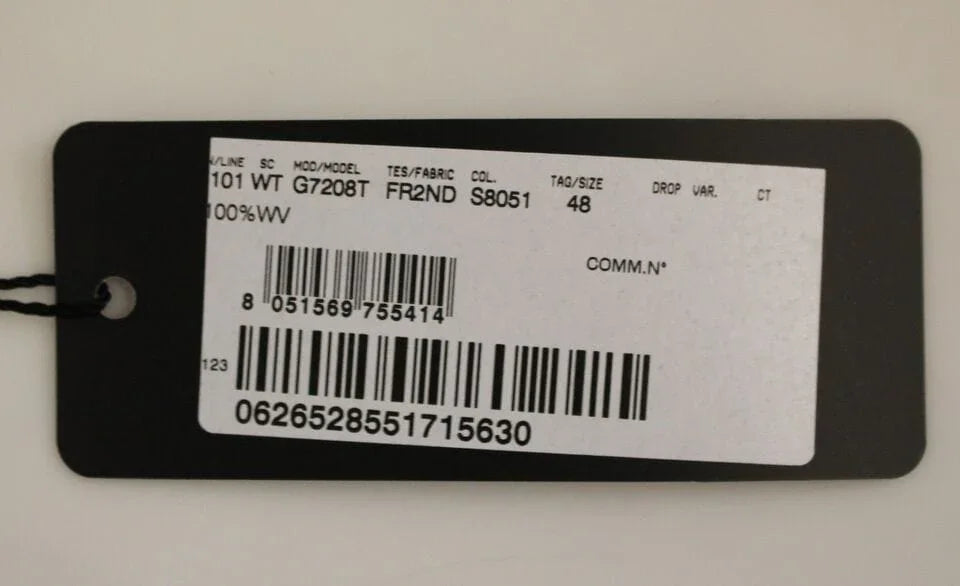 N/LINE SC MOD/MODEL TES/FABRIC COL. TAG/SIZE DROP VAR. CT
101 WT G7208T FR2ND S8051 48
100%WV
COMM.N°
8 051569 755414
123
0626528551715630